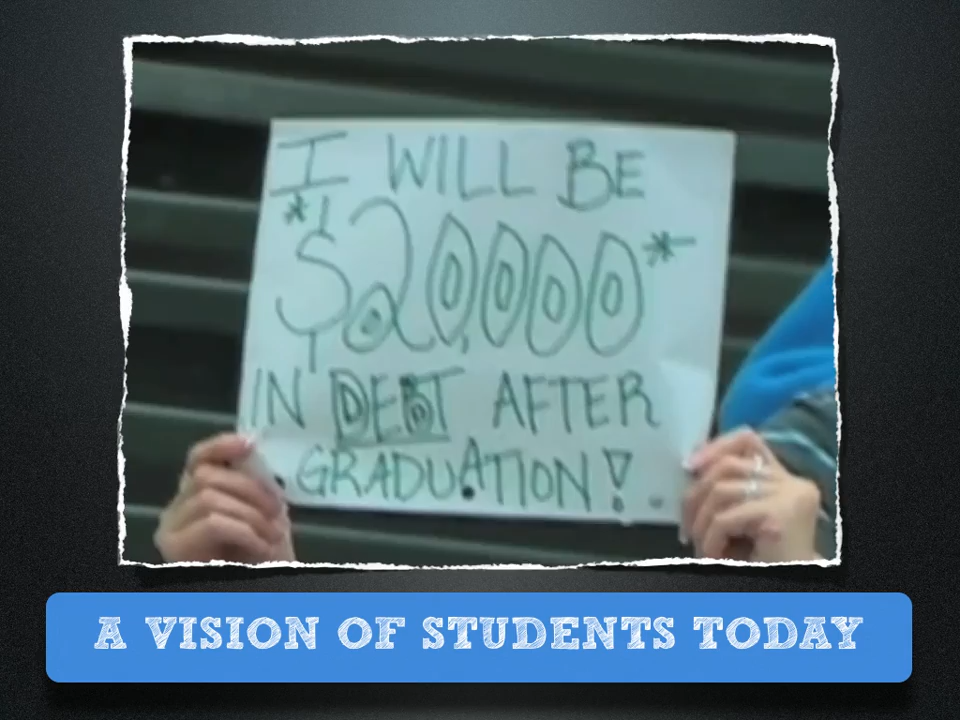 I WILL BE
*$20,000*
IN DEBT AFTER
GRADUATION!
A VISION OF STUDENTS TODAY